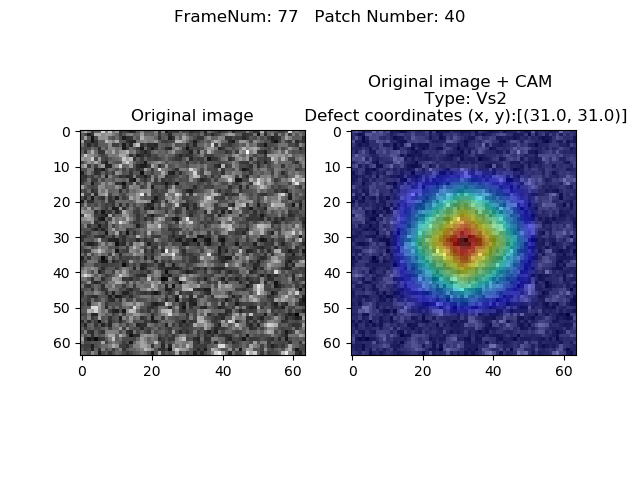 FrameNum: 77   Patch Number: 40
Original image
Original image + CAM
Type: Vs2
Defect coordinates (x, y):[(31.0, 31.0)]
0
10
20
30
40
50
60
0 20 40 60
0
10
20
30
40
50
60
0 20 40 60